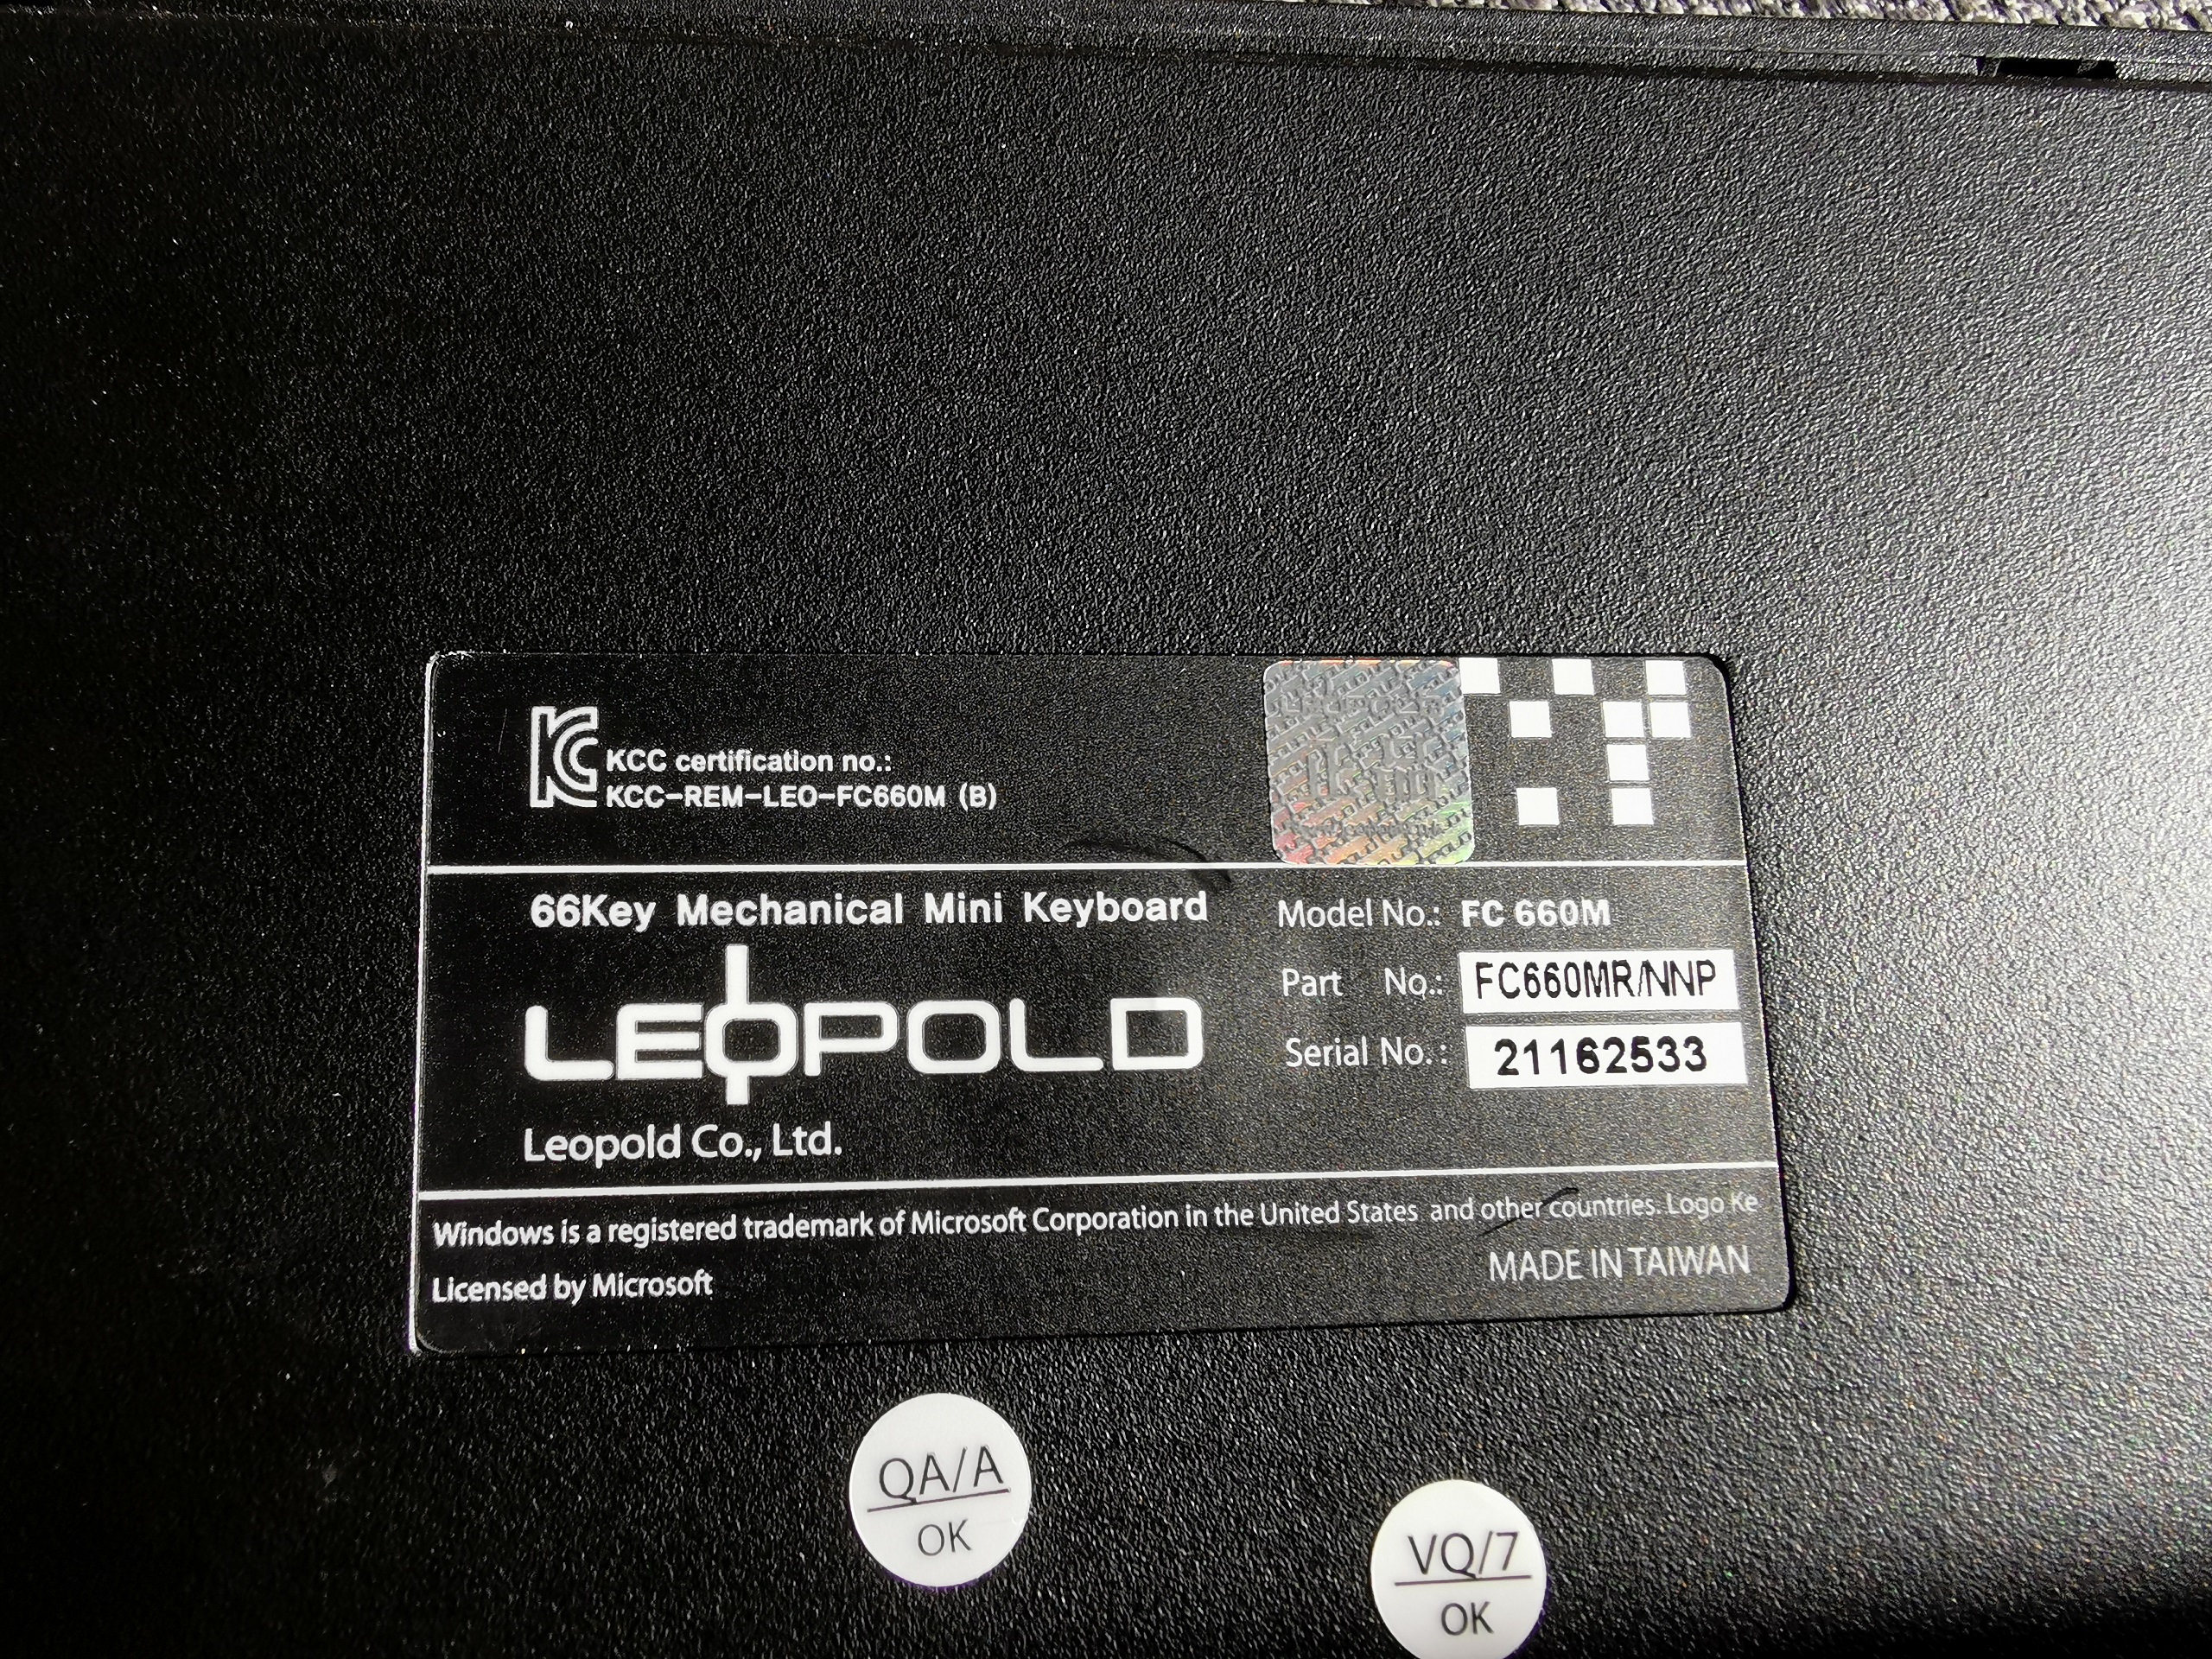 KCC certification no.:
KCC-REM-LEO-FC660M (B)
66Key Mechanical Mini Keyboard
LEOPOLD
Leopold Co., Ltd.
Model No.: FC 660M
Part No.: FC660MR/NNP
Serial No.: 21162533
Windows is a registered trademark of Microsoft Corporation in the United States and other countries. Logo Ke
Licensed by Microsoft
MADE IN TAIWAN
QA/A
OK
VQ/7
OK